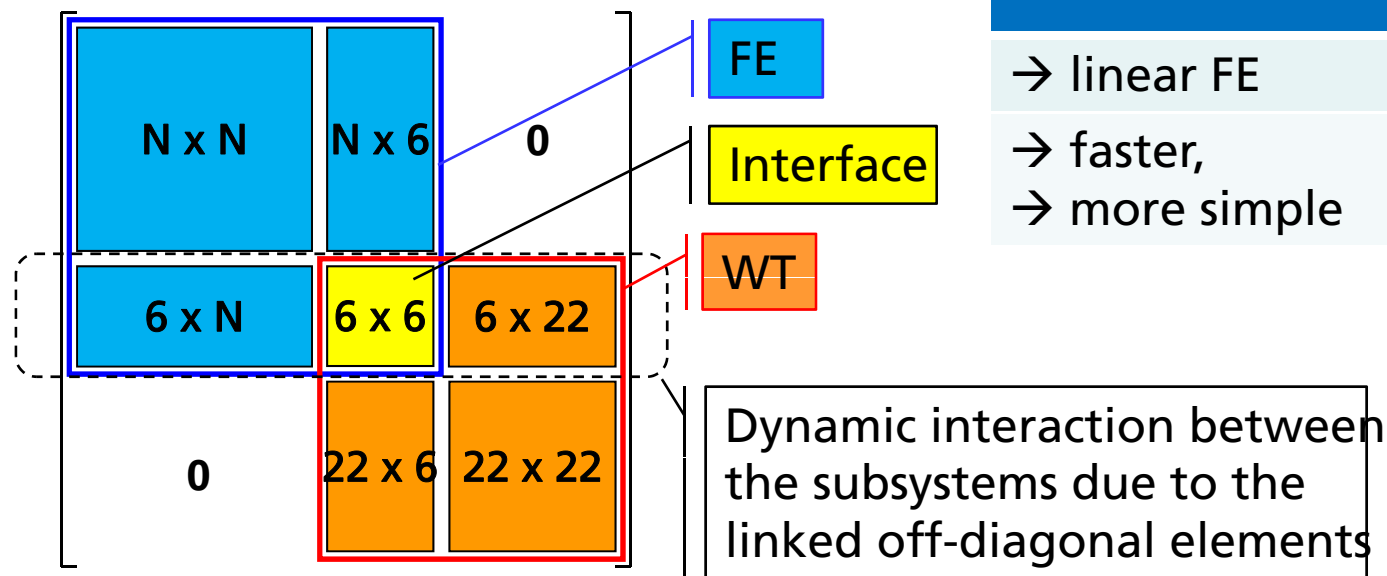 N x N
N x 6
0
6 x N
6 x 6
6 x 22
0
22 x 6
22 x 22
FE
Interface
WT
Dynamic interaction between
the subsystems due to the
linked off-diagonal elements
→ linear FE
→ faster,
→ more simple